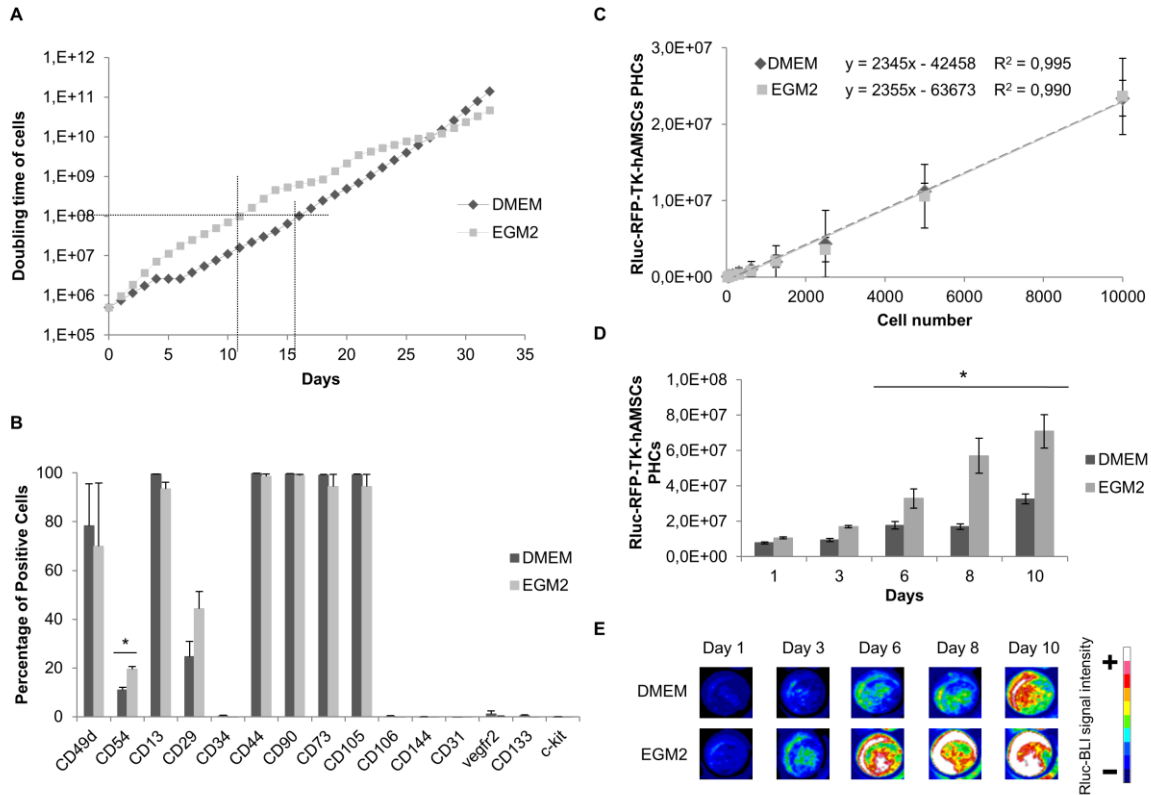 A
1,E+12
1,E+11
1,E+10
1,E+09
1,E+08
1,E+07
1,E+06
1,E+05
Doubling time of cells
0 5 10 15 20 25 30 35
Days
DMEM
EGM2
B
100
80
60
40
20
0
Percentage of Positive Cells
*
DMEM
EGM2
CD49d CD54 CD13 CD29 CD34 CD44 CD90 CD73 CD105 CD106 CD144 CD31 vegfr2 CD133 c-kit
C
3,0E+07
2,0E+07
1,0E+07
0,0E+00
Rluc-RFP-TK-hAMSCs PHCs
DMEM y = 2345x - 42458 R² = 0,995
EGM2 y = 2355x - 63673 R² = 0,990
0 2000 4000 6000 8000 10000
Cell number
D
1,0E+08
8,0E+07
6,0E+07
4,0E+07
2,0E+07
0,0E+00
Rluc-RFP-TK-hAMSCs
PHCs
*
DMEM
EGM2
1 3 6 8 10
Days
E
Day 1 Day 3 Day 6 Day 8 Day 10
DMEM
EGM2
+
−
Rluc-BLI signal intensity